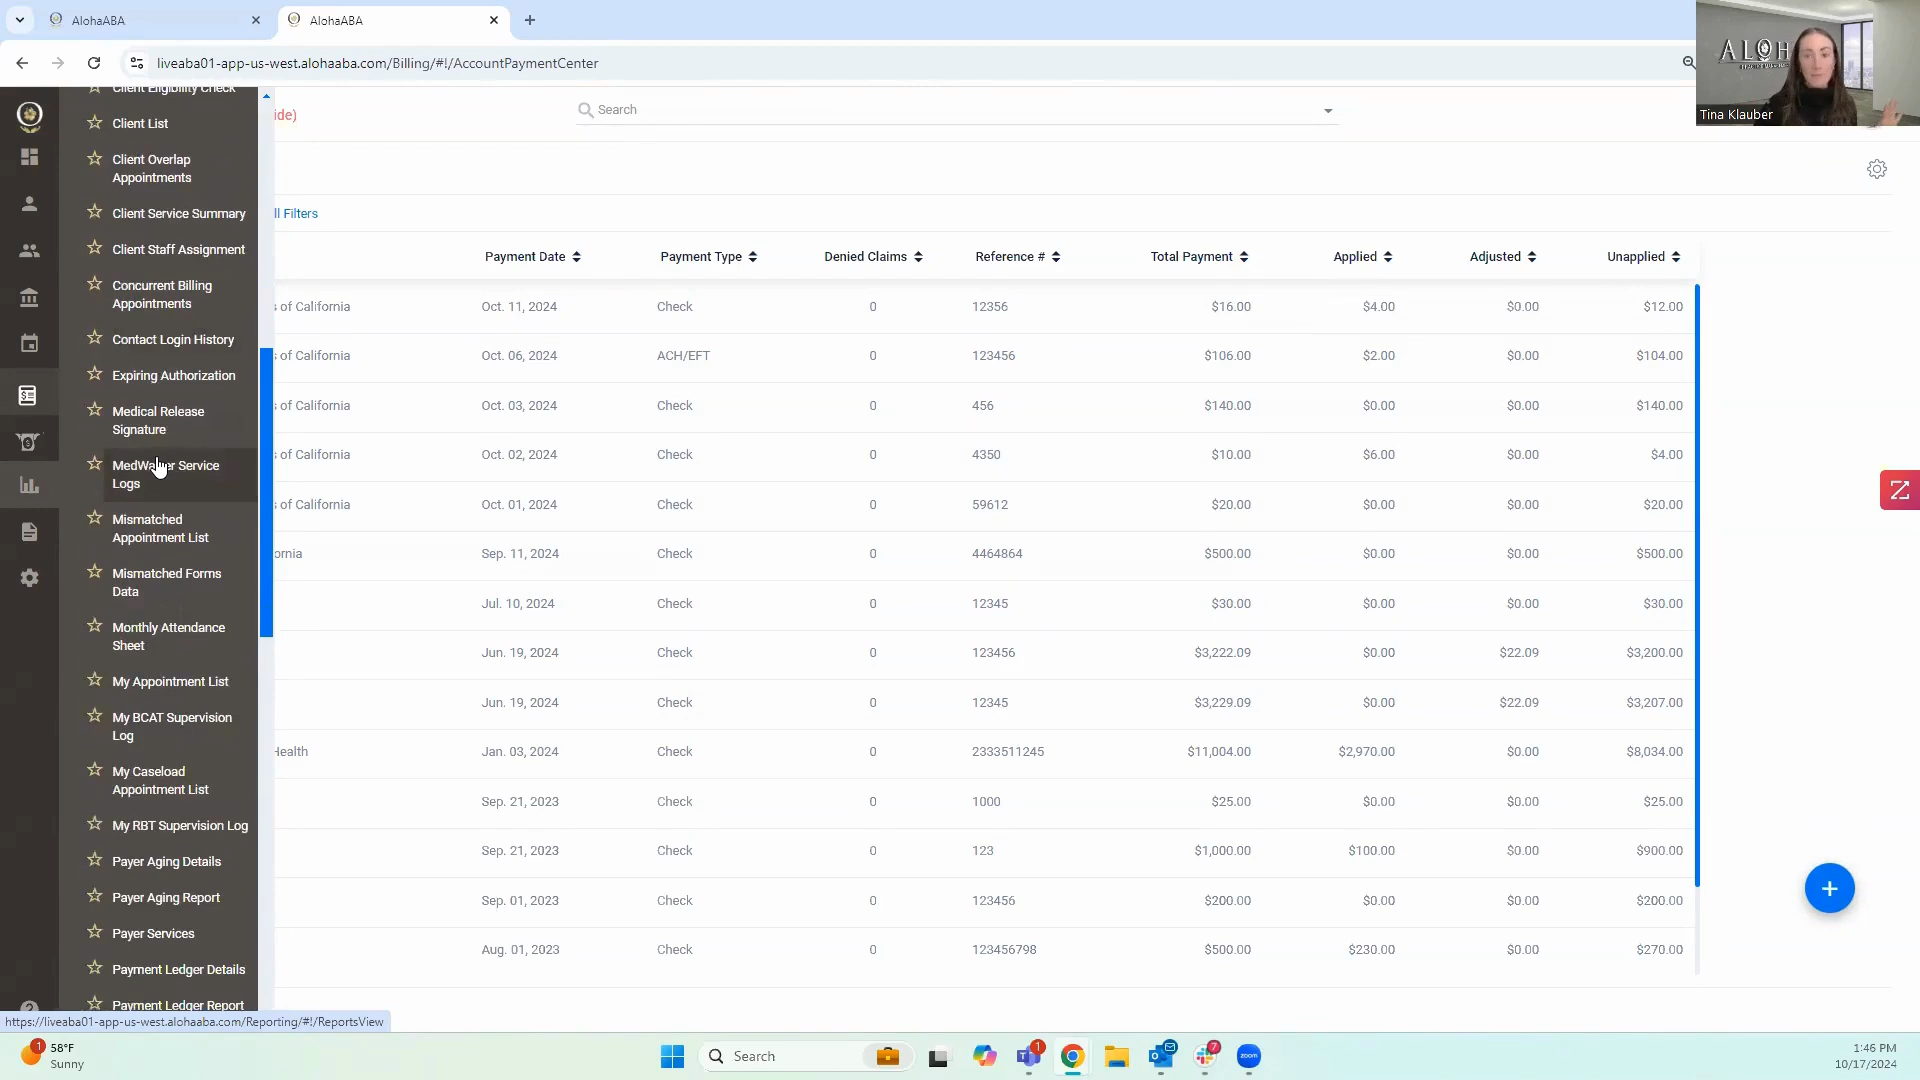 AlohaABA
AlohaABA
liveaba01-app-us-west.alohaaba.com/Billing/#!/AccountPaymentCenter
ALOH
Tina Klauber
Client Eligibility Check
Client List
Client Overlap
Appointments
Client Service Summary
Client Staff Assignment
Concurrent Billing
Appointments
Contact Login History
Expiring Authorization
Medical Release
Signature
MedWaiver Service
Logs
Mismatched
Appointment List
Mismatched Forms
Data
Monthly Attendance
Sheet
My Appointment List
My BCAT Supervision
Log
My Caseload
Appointment List
My RBT Supervision Log
Payer Aging Details
Payer Aging Report
Payer Services
Payment Ledger Details
Payment Ledger Report
ide)
Search
ll Filters
Payment Date Payment Type Denied Claims Reference # Total Payment Applied Adjusted Unapplied
s of California Oct. 11, 2024 Check 0 12356 $16.00 $4.00 $0.00 $12.00
s of California Oct. 06, 2024 ACH/EFT 0 123456 $106.00 $2.00 $0.00 $104.00
s of California Oct. 03, 2024 Check 0 456 $140.00 $0.00 $0.00 $140.00
s of California Oct. 02, 2024 Check 0 4350 $10.00 $6.00 $0.00 $4.00
s of California Oct. 01, 2024 Check 0 59612 $20.00 $0.00 $0.00 $20.00
ornia Sep. 11, 2024 Check 0 4464864 $500.00 $0.00 $0.00 $500.00
Jul. 10, 2024 Check 0 12345 $30.00 $0.00 $0.00 $30.00
Jun. 19, 2024 Check 0 123456 $3,222.09 $0.00 $22.09 $3,200.00
Jun. 19, 2024 Check 0 12345 $3,229.09 $0.00 $22.09 $3,207.00
Health Jan. 03, 2024 Check 0 2333511245 $11,004.00 $2,970.00 $0.00 $8,034.00
Sep. 21, 2023 Check 0 1000 $25.00 $0.00 $0.00 $25.00
Sep. 21, 2023 Check 0 123 $1,000.00 $100.00 $0.00 $900.00
Sep. 01, 2023 Check 0 123456 $200.00 $0.00 $0.00 $200.00
Aug. 01, 2023 Check 0 123456798 $500.00 $230.00 $0.00 $270.00
https://liveaba01-app-us-west.alohaaba.com/Reporting/#!/ReportsView
1
58°F
Sunny
Search
1
7
zoom
1:46 PM
10/17/2024